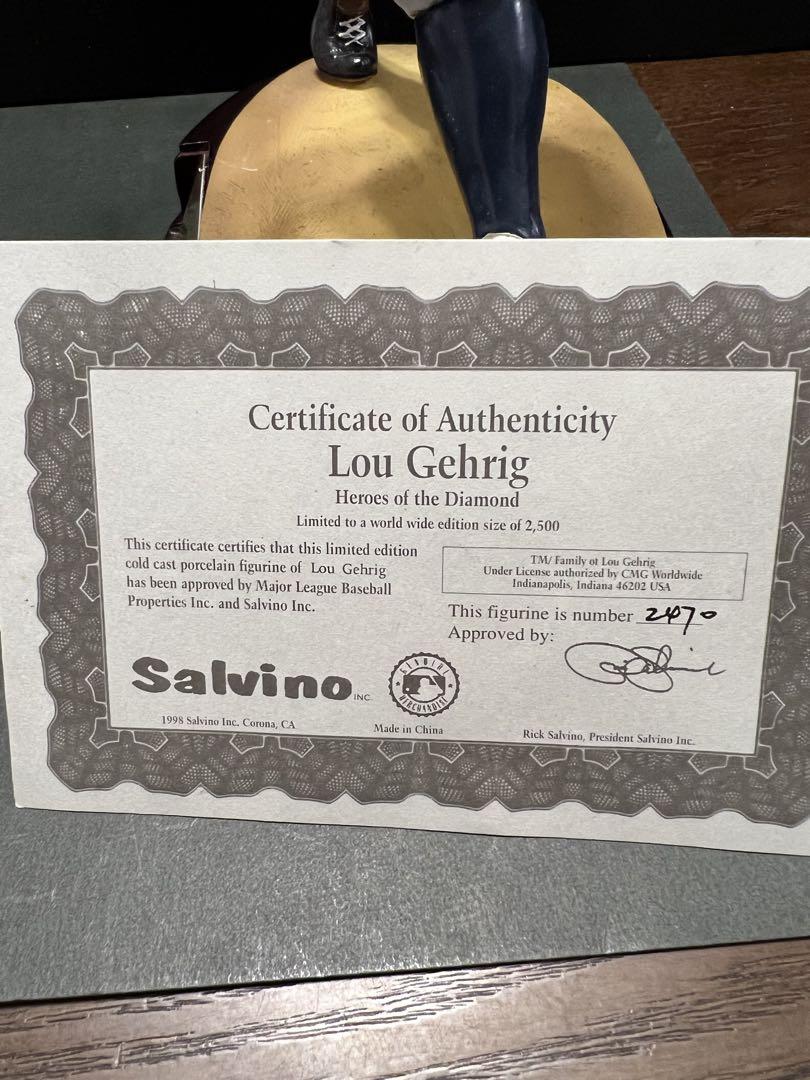 Certificate of Authenticity
Lou Gehrig
Heroes of the Diamond
Limited to a world wide edition size of 2,500
This certificate certifies that this limited edition
cold cast porcelain figurine of Lou Gehrig
has been approved by Major League Baseball
Properties Inc. and Salvino Inc.
TM/ Family of Lou Gehrig
Under License authorized by CMG Worldwide
Indianapolis, Indiana 46202 USA
This figurine is number 2470
Approved by:
Salvino INC.
GENUINE MERCHANDISE
1998 Salvino Inc. Corona, CA
Made in China
Rick Salvino, President Salvino Inc.